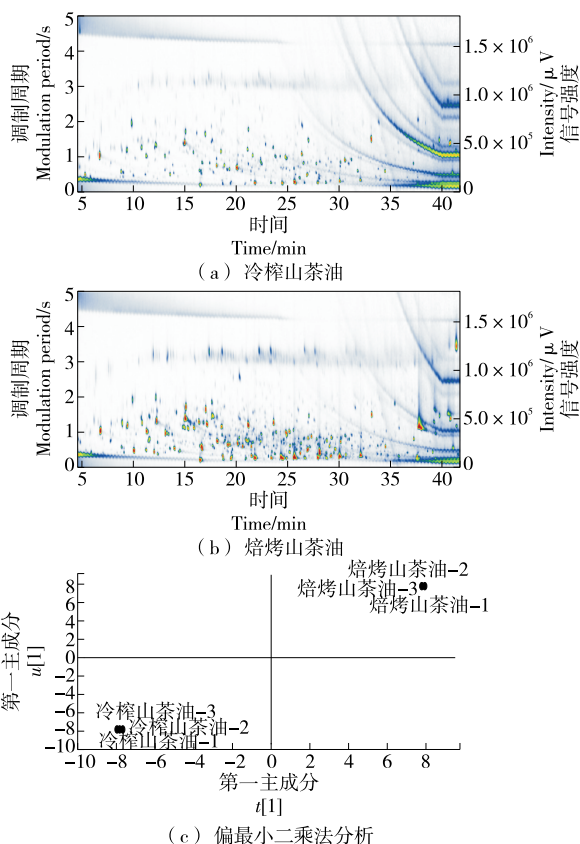 调制周期
Modulation period/s
5
4
3
2
1
0
5
10
15
20
25
30
35
40
1.5×10⁶
1.0×10⁶
5.0×10⁵
0
Intensity/μV
信号强度
时间
Time/min
(a) 冷榨山茶油
调制周期
Modulation period/s
5
4
3
2
1
0
5
10
15
20
25
30
35
40
1.5×10⁶
1.0×10⁶
5.0×10⁵
0
Intensity/μV
信号强度
时间
Time/min
(b) 焙烤山茶油
第一主成分
u[1]
8
6
4
2
0
-2
-4
-6
-8
-10
焙烤山茶油-2
焙烤山茶油-3
焙烤山茶油-1
冷榨山茶油-3
冷榨山茶油-2
冷榨山茶油-1
-10
-8
-6
-4
-2
0
2
4
6
8
第一主成分
t[1]
(c) 偏最小二乘法分析